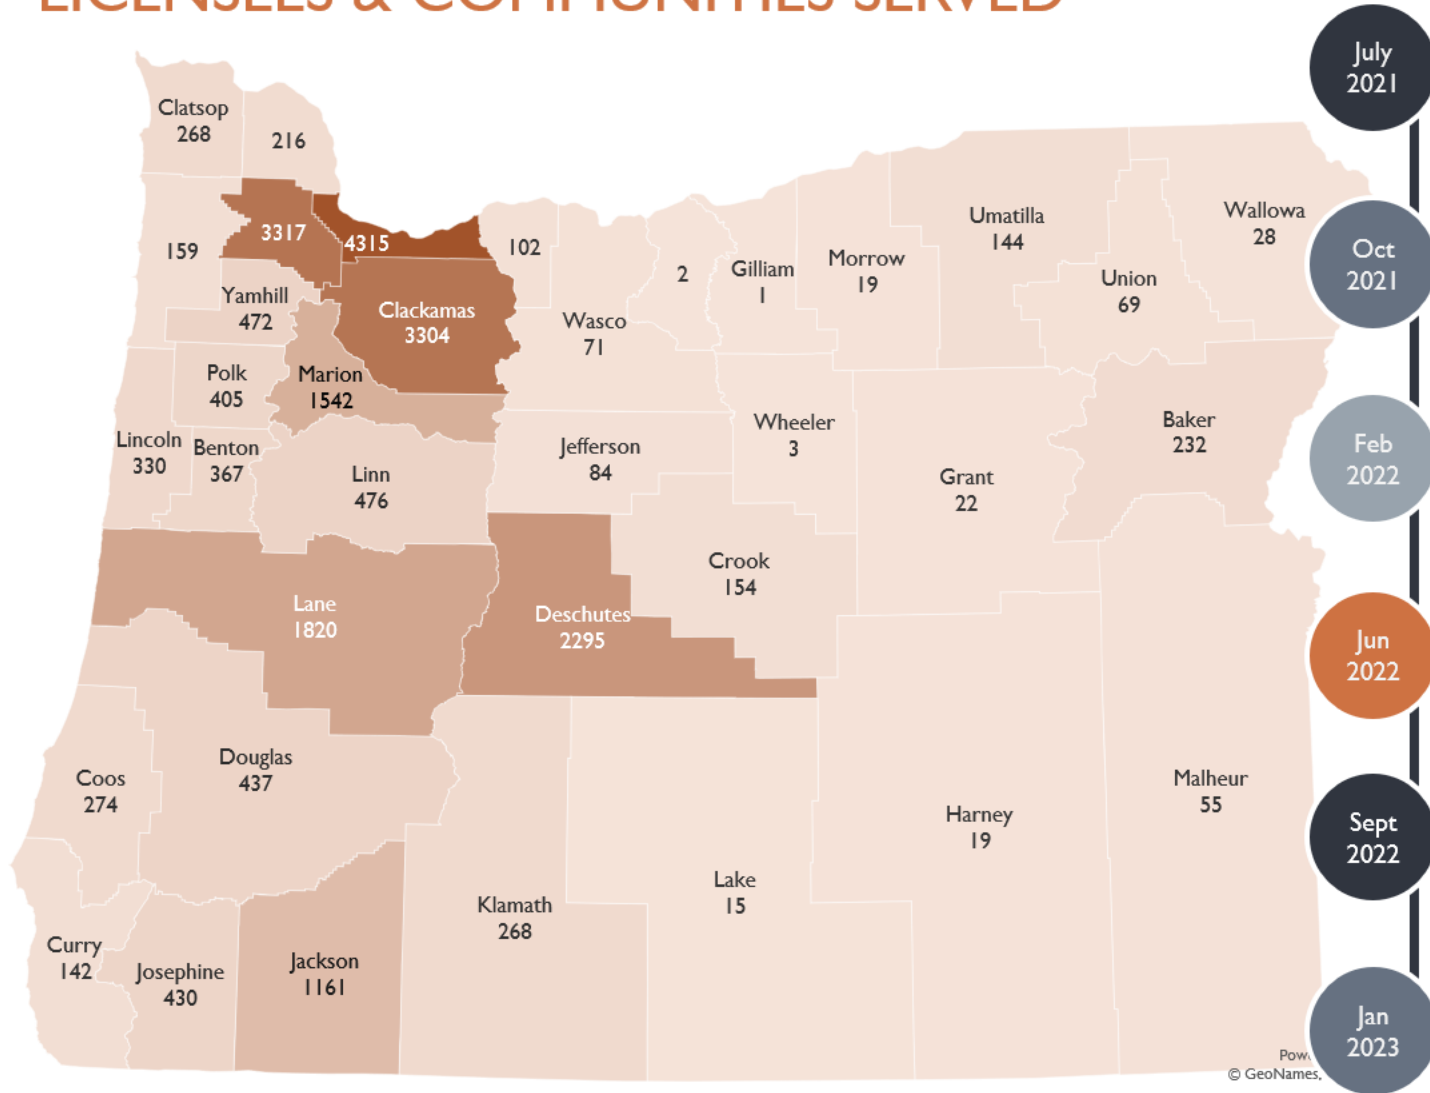 LICENSEES & COMMUNITIES SERVED
Clatsop
268
216
159
3317
4315
Yamhill
472
Clackamas
3304
102
Wasco
71
2
Gilliam
1
Morrow
19
Umatilla
144
Union
69
Wallowa
28
Polk
405
Marion
1542
Lincoln
330
Benton
367
Linn
476
Jefferson
84
Wheeler
3
Grant
22
Baker
232
Crook
154
Lane
1820
Deschutes
2295
Douglas
437
Coos
274
Curry
142
Josephine
430
Jackson
1161
Klamath
268
Lake
15
Harney
19
Malheur
55
July
2021
Oct
2021
Feb
2022
Jun
2022
Sept
2022
Jan
2023
© GeoNames,